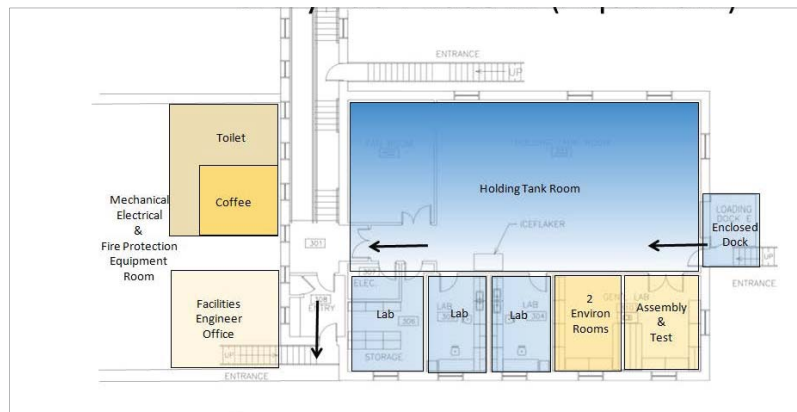 ENTRANCE
UP
Toilet
Coffee
Mechanical
Electrical
&
Fire Protection
Equipment
Room
Holding Tank Room
ICEFLAKER
LOADING
DOCK E
Enclosed
Dock
UP
ENTRANCE
301
ELEC.
ENTRY
Facilities
Engineer
Office
Lab
306
STORAGE
LAB
Lab
LAB
Lab
304
2
Environ
Rooms
LAB
Assembly
&
Test
UP
ENTRANCE